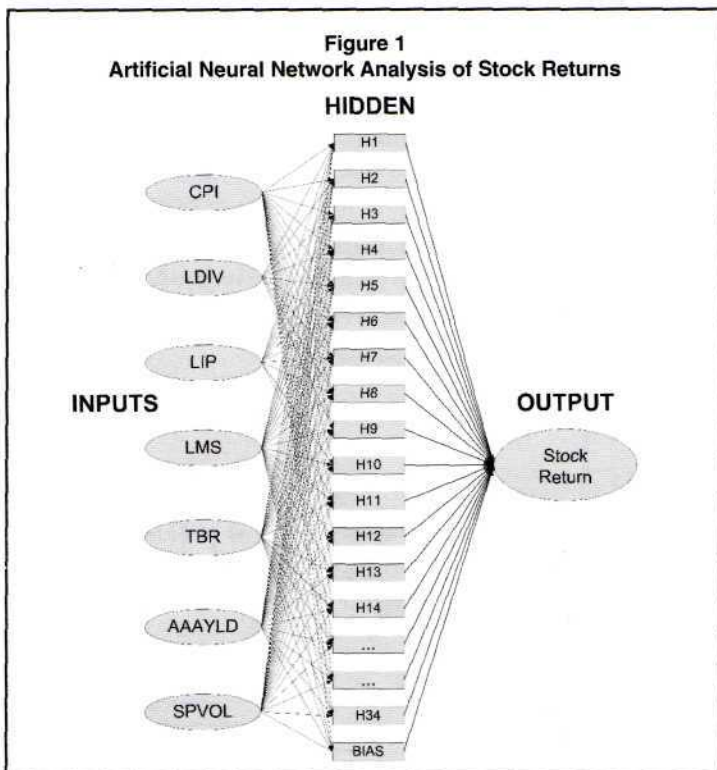 Figure 1
Artificial Neural Network Analysis of Stock Returns
HIDDEN
INPUTS
CPI
LDIV
LIP
LMS
TBR
AAAYLD
SPVOL
H1
H2
H3
H4
H5
H6
H7
H8
H9
H10
H11
H12
H13
H14
...
...
H34
BIAS
OUTPUT
Stock
Return